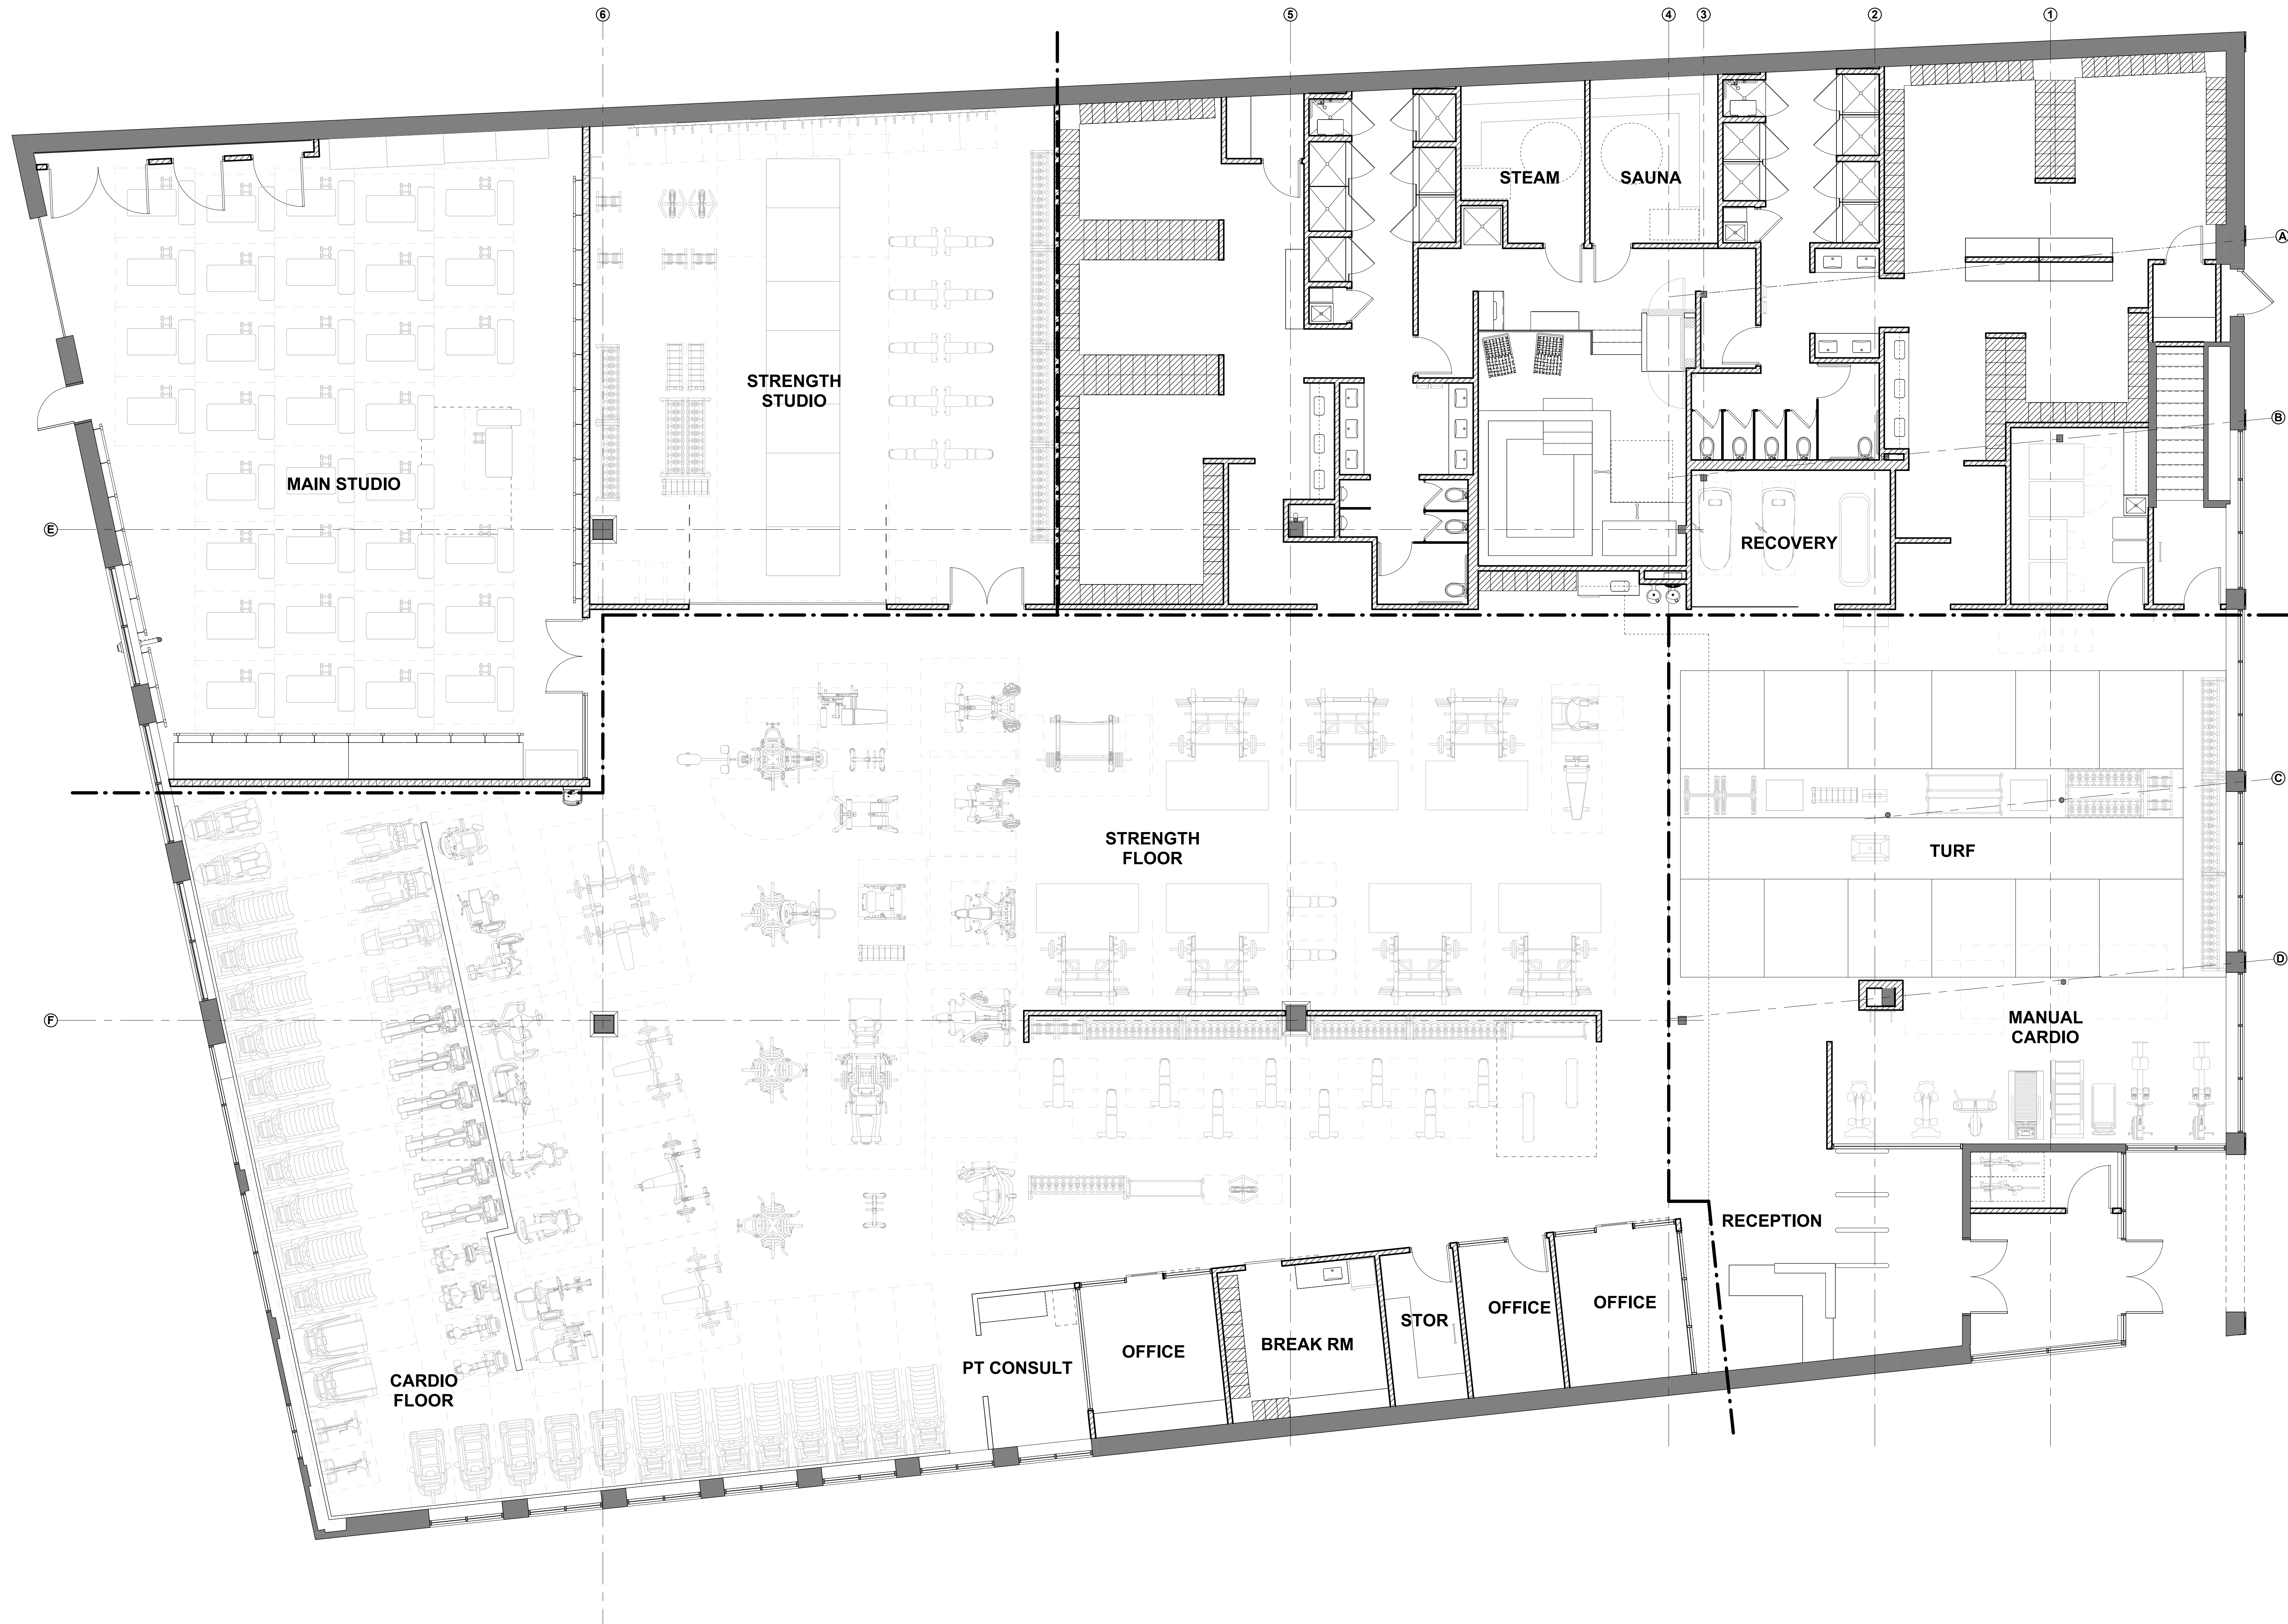 6
5
4
3
2
1
A
STEAM
SAUNA
STRENGTH
STUDIO
B
MAIN STUDIO
E
RECOVERY
C
STRENGTH
FLOOR
TURF
D
F
MANUAL
CARDIO
RECEPTION
OFFICE
OFFICE
STOR
BREAK RM
OFFICE
PT CONSULT
CARDIO
FLOOR